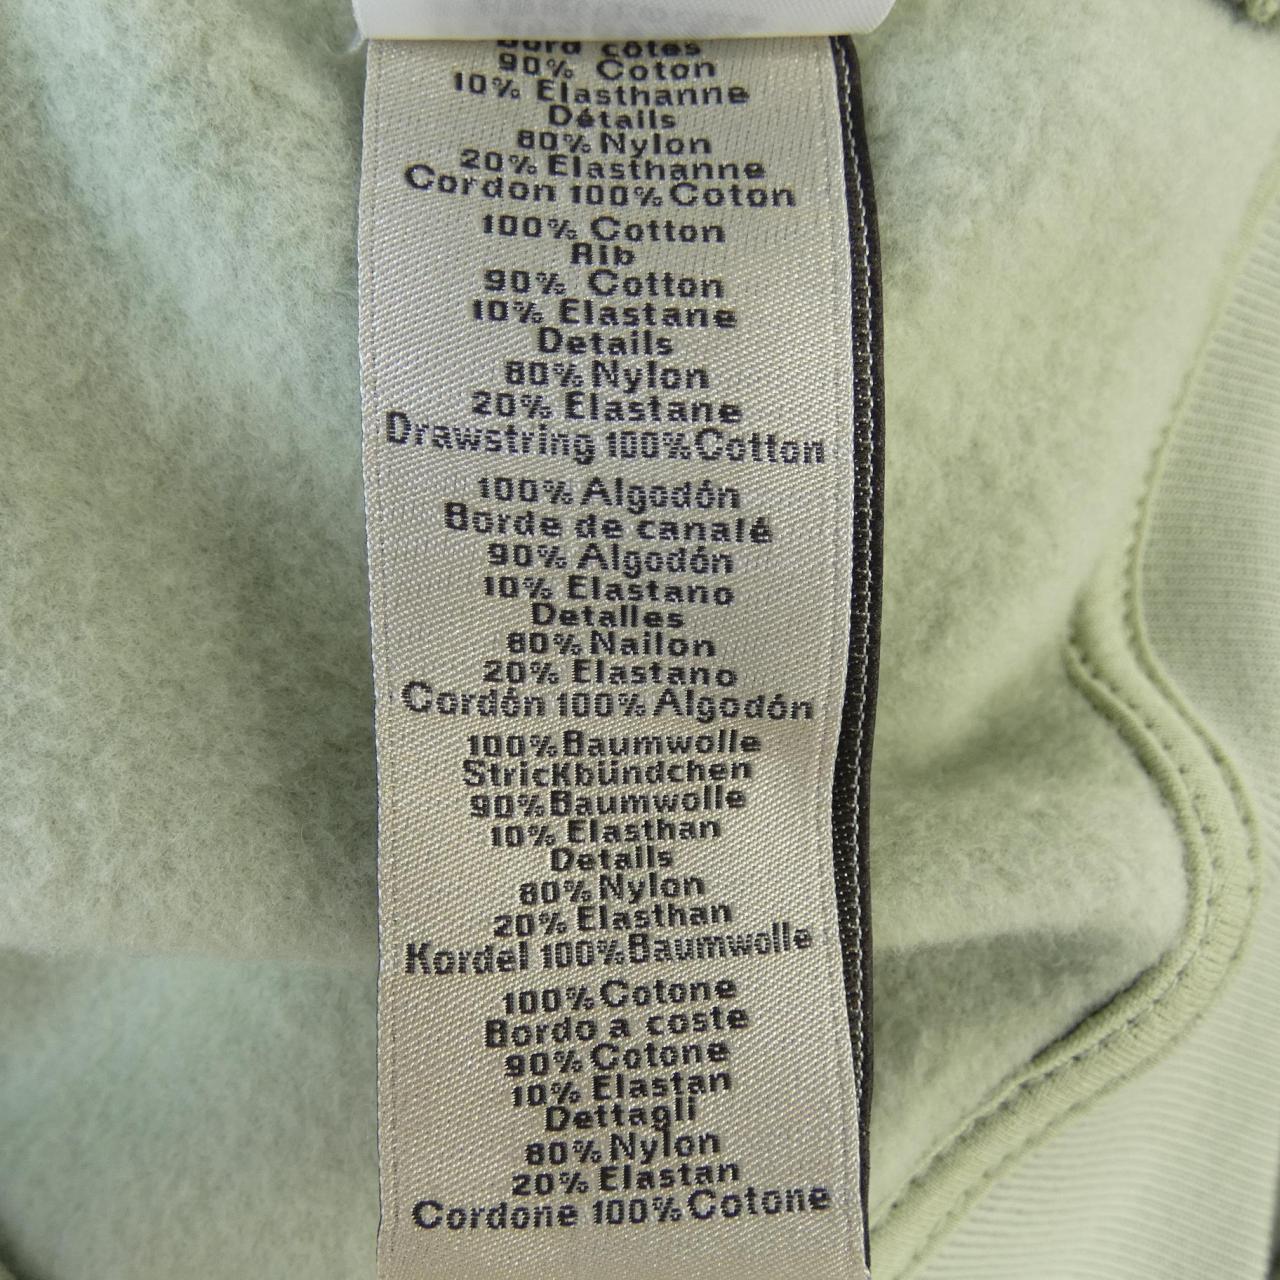 Bord côtes
90% Coton
10% Elasthanne
Détails
80% Nylon
20% Elasthanne
Cordon 100% Coton
100% Cotton
Rib
90% Cotton
10% Elastane
Details
80% Nylon
20% Elastane
Drawstring 100% Cotton
100% Algodón
Borde de canalé
90% Algodón
10% Elastano
Detalles
80% Nailon
20% Elastano
Cordón 100% Algodón
100% Baumwolle
Strickbündchen
90% Baumwolle
10% Elasthan
Details
80% Nylon
20% Elasthan
Kordel 100% Baumwolle
100% Cotone
Bordo a coste
90% Cotone
10% Elastan
Dettagli
80% Nylon
20% Elastan
Cordone 100% Cotone